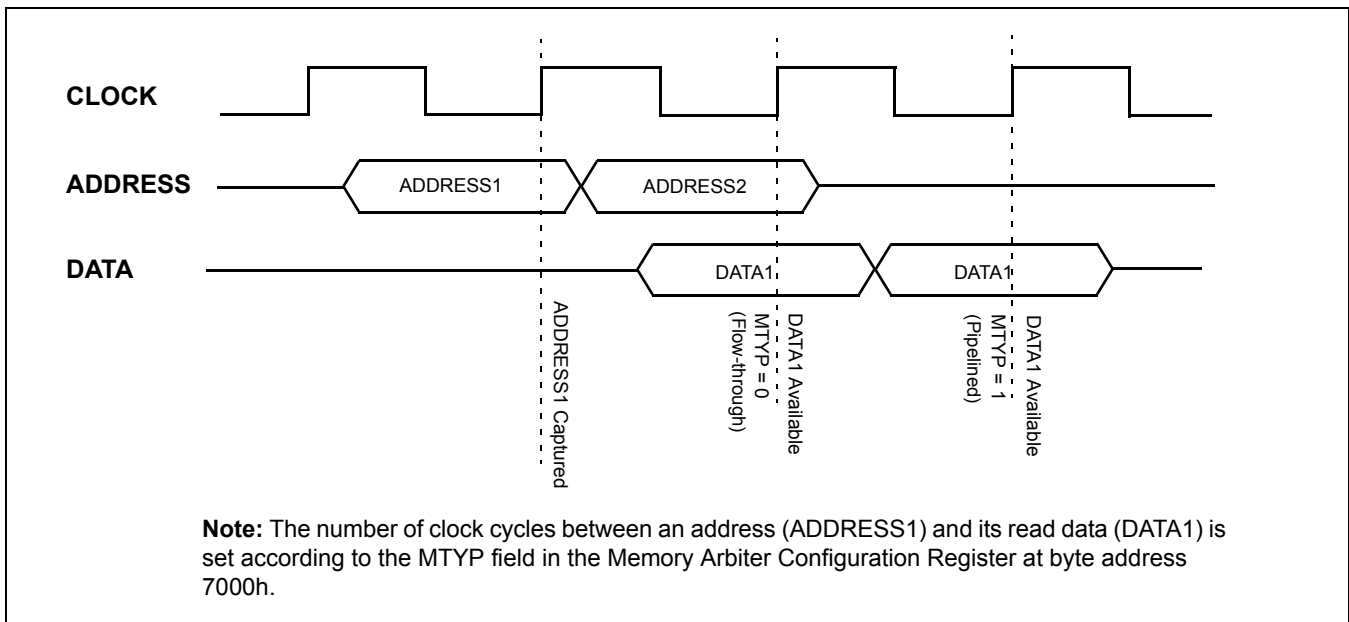 CLOCK
ADDRESS
ADDRESS1
ADDRESS2
DATA
DATA1
DATA1
ADDRESS1 Captured
DATA1 Available
MTYP = 0
(Flow-through)
DATA1 Available
MTYP = 1
(Pipelined)
Note: The number of clock cycles between an address (ADDRESS1) and its read data (DATA1) is
set according to the MTYP field in the Memory Arbiter Configuration Register at byte address
7000h.